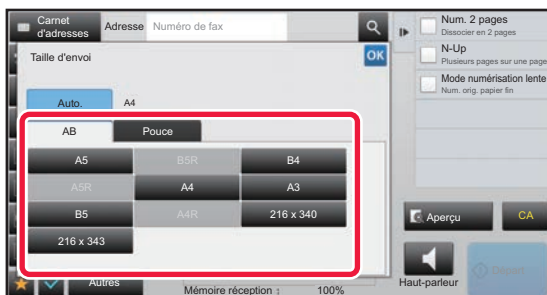 Carnet
d'adresses
Adresse
Numéro de fax
Taille d'envoi
OK
Auto.
A4
AB
Pouce
A5
B5R
B4
A5R
A4
A3
B5
A4R
216 x 340
216 x 343
Autres
Mémoire réception :
100%
Num. 2 pages
Dissocier en 2 pages
N-Up
Plusieurs pages sur une page
Mode numérisation lente
Num. orig. papier fin
Aperçu
CA
Haut-parleur
Départ